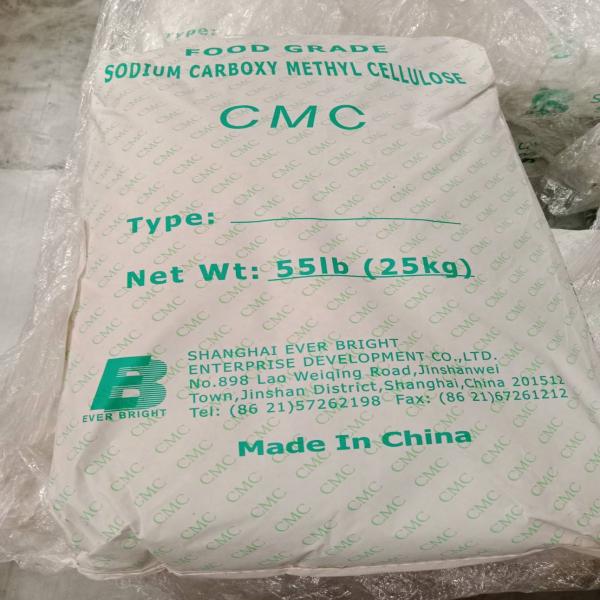 Type:
FOOD GRADE
SODIUM CARBOXY METHYL CELLULOSE
CMC
Type:
Net Wt: 55lb (25kg)
SHANGHAI EVER BRIGHT
ENTERPRISE DEVELOPMENT CO.,LTD.
No.898 Lao Weiqing Road,Jinshanwei
Town,Jinshan District,Shanghai,China 201512
Tel: (86 21)57262198 Fax: (86 21)67261212
EVER BRIGHT
Made In China